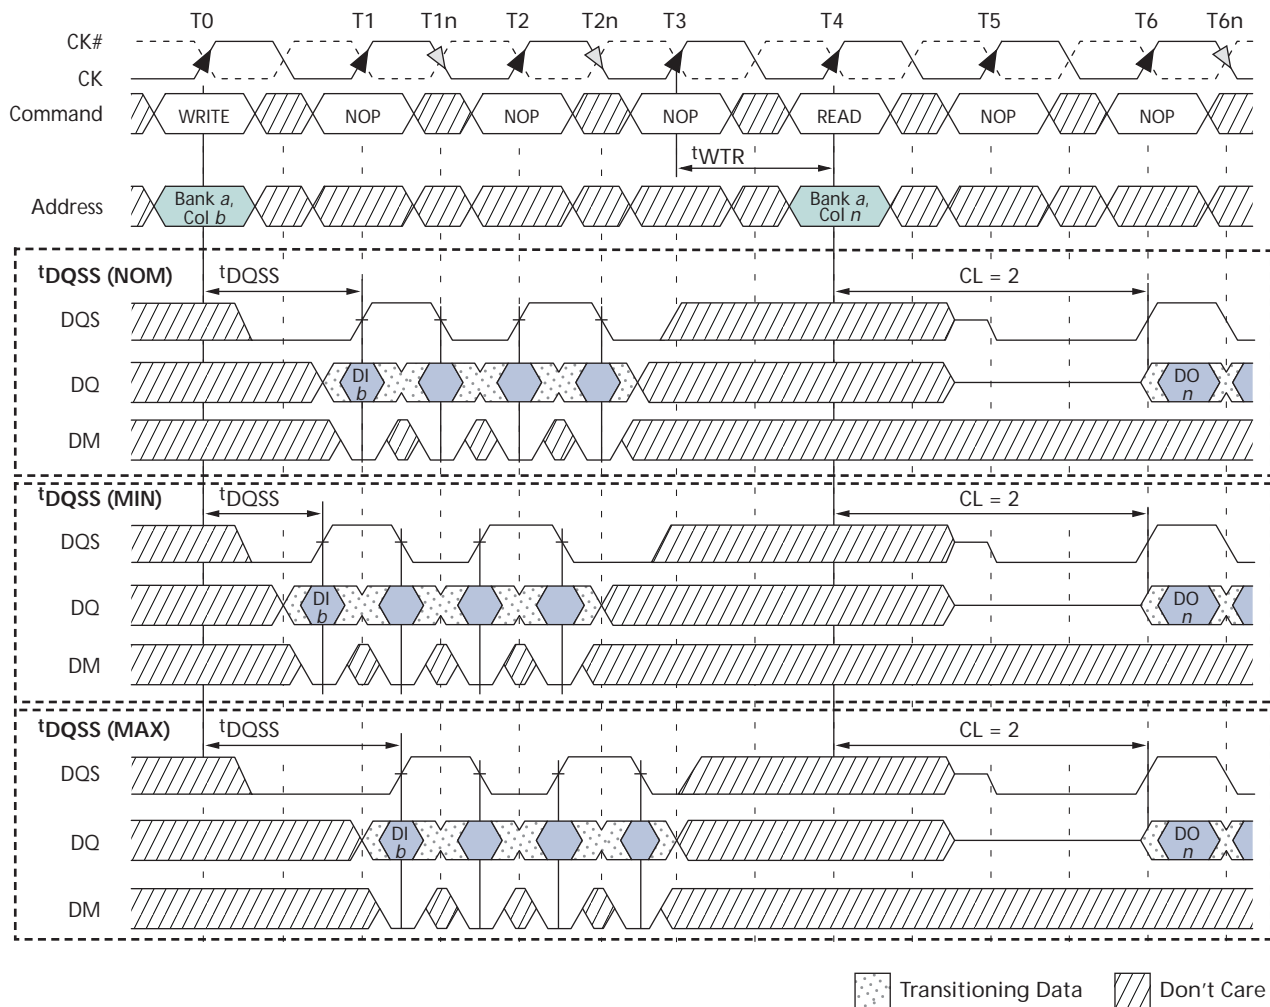 T0 T1 T1n T2 T2n T3 T4 T5 T6 T6n
CK#
CK
Command WRITE NOP NOP NOP READ NOP NOP
tWTR
Address Bank a, Col b Bank a, Col n
tDQSS (NOM) tDQSS CL = 2
DQS
DQ DI b DO n
DM
tDQSS (MIN) tDQSS CL = 2
DQS
DQ DI b DO n
DM
tDQSS (MAX) tDQSS CL = 2
DQS
DQ DI b DO n
DM
Transitioning Data Don't Care